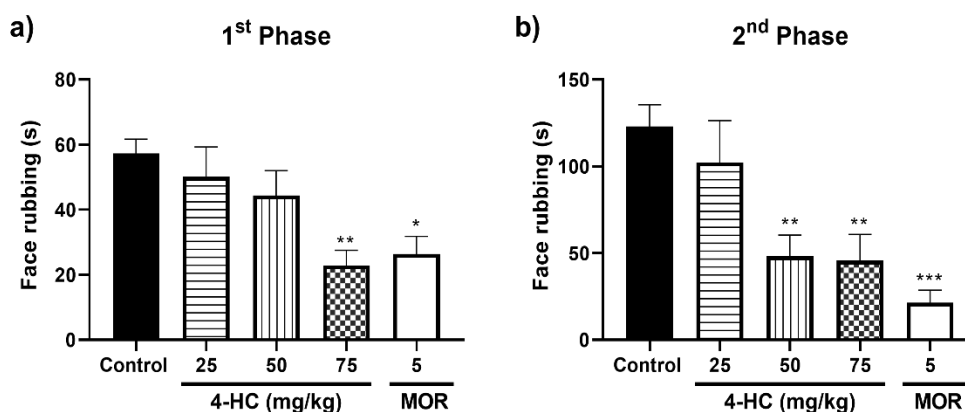 a)
1st Phase
Face rubbing (s)
80
60
40
20
0
**
*
Control 25 50 75 5
4-HC (mg/kg) MOR
b)
2nd Phase
Face rubbing (s)
150
100
50
0
**
**
***
Control 25 50 75 5
4-HC (mg/kg) MOR